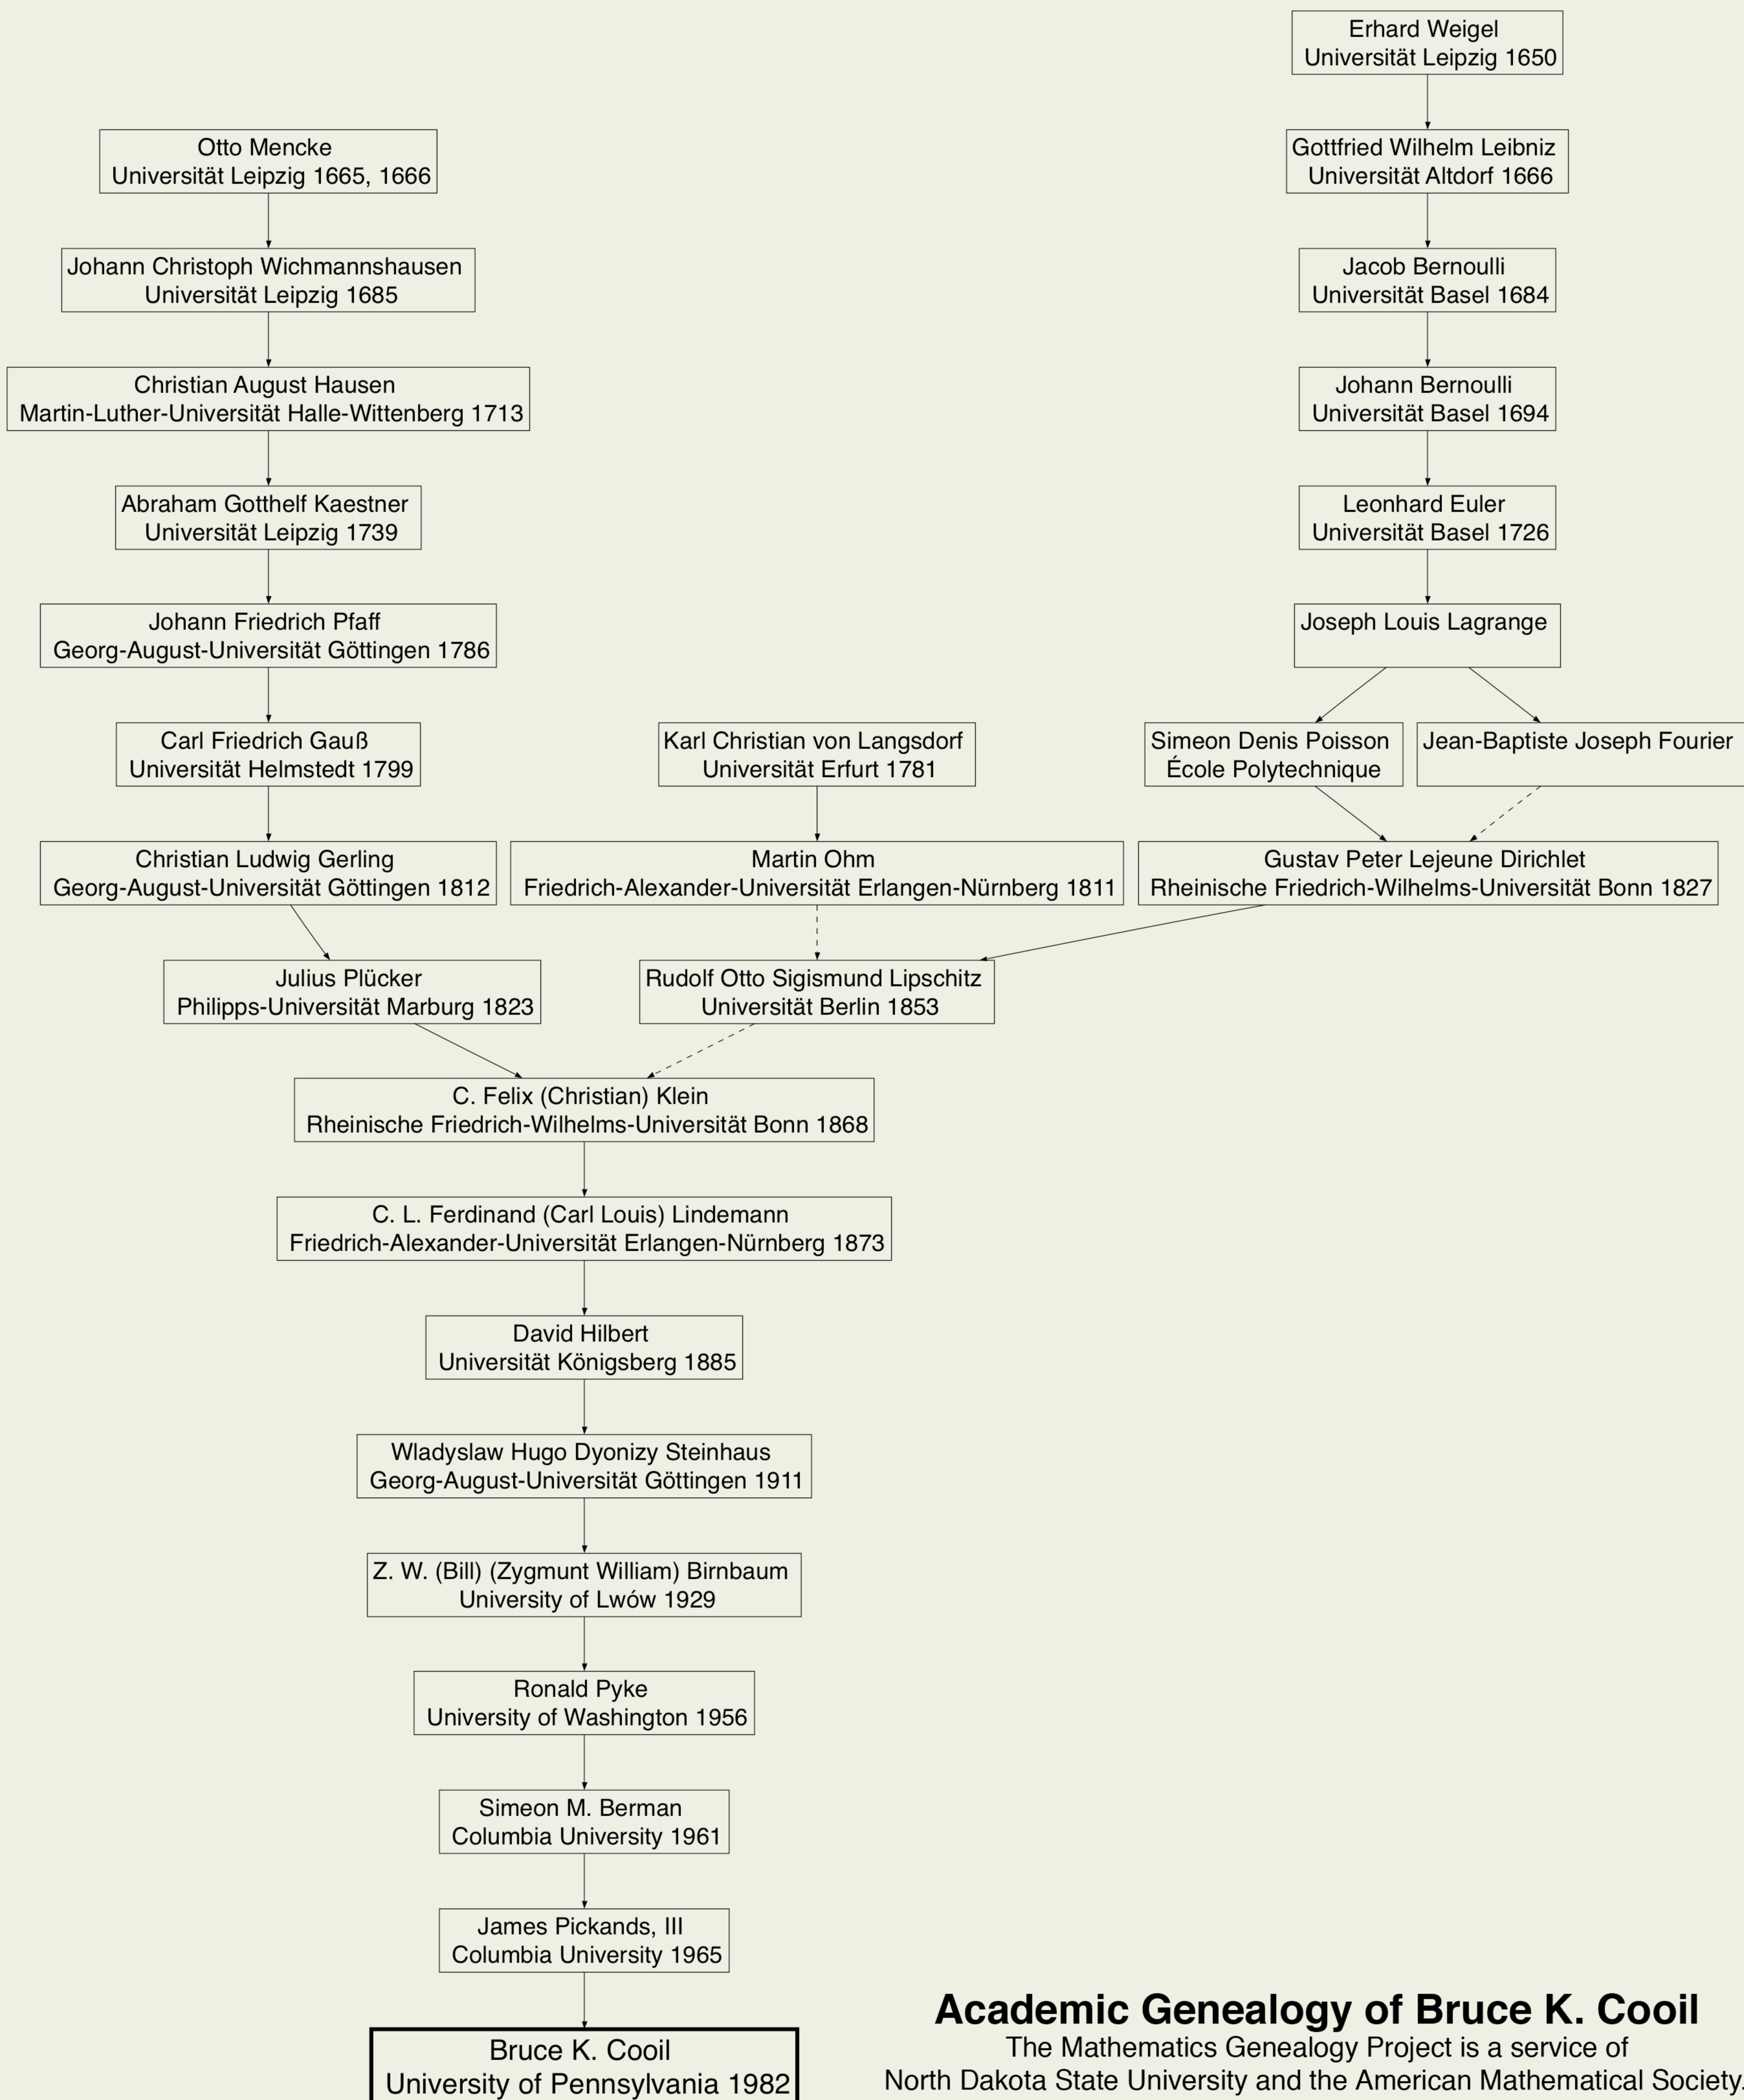 Erhard Weigel
Universität Leipzig 1650
Otto Mencke
Universität Leipzig 1665, 1666
Gottfried Wilhelm Leibniz
Universität Altdorf 1666
Johann Christoph Wichmannshausen
Universität Leipzig 1685
Jacob Bernoulli
Universität Basel 1684
Christian August Hausen
Martin-Luther-Universität Halle-Wittenberg 1713
Johann Bernoulli
Universität Basel 1694
Abraham Gotthelf Kaestner
Universität Leipzig 1739
Leonhard Euler
Universität Basel 1726
Johann Friedrich Pfaff
Georg-August-Universität Göttingen 1786
Joseph Louis Lagrange
Carl Friedrich Gauß
Universität Helmstedt 1799
Karl Christian von Langsdorf
Universität Erfurt 1781
Simeon Denis Poisson
École Polytechnique
Jean-Baptiste Joseph Fourier
Christian Ludwig Gerling
Georg-August-Universität Göttingen 1812
Martin Ohm
Friedrich-Alexander-Universität Erlangen-Nürnberg 1811
Gustav Peter Lejeune Dirichlet
Rheinische Friedrich-Wilhelms-Universität Bonn 1827
Julius Plücker
Philipps-Universität Marburg 1823
Rudolf Otto Sigismund Lipschitz
Universität Berlin 1853
C. Felix (Christian) Klein
Rheinische Friedrich-Wilhelms-Universität Bonn 1868
C. L. Ferdinand (Carl Louis) Lindemann
Friedrich-Alexander-Universität Erlangen-Nürnberg 1873
David Hilbert
Universität Königsberg 1885
Wladyslaw Hugo Dyonizy Steinhaus
Georg-August-Universität Göttingen 1911
Z. W. (Bill) (Zygmunt William) Birnbaum
University of Lwów 1929
Ronald Pyke
University of Washington 1956
Simeon M. Berman
Columbia University 1961
James Pickands, III
Columbia University 1965
Bruce K. Cooil
University of Pennsylvania 1982
Academic Genealogy of Bruce K. Cooil
The Mathematics Genealogy Project is a service of
North Dakota State University and the American Mathematical Society.